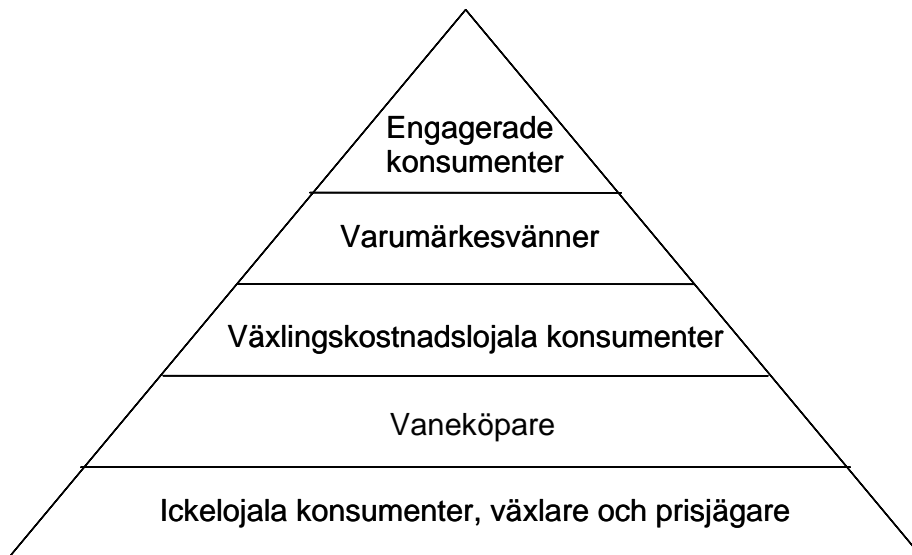 Engagerade
konsumenter
Varumärkesvänner
Växlingskostnadslojala konsumenter
Vaneköpare
Ickelojala konsumenter, växlare och prisjägare